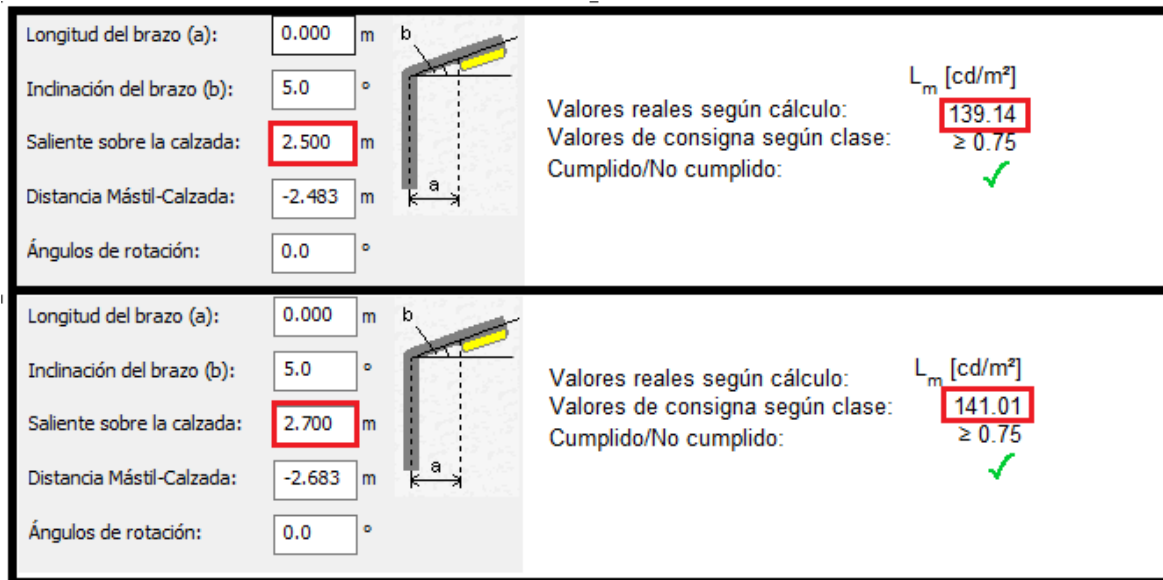 Longitud del brazo (a): 0.000 m
Inclinación del brazo (b): 5.0 °
Saliente sobre la calzada: 2.500 m
Distancia Mástil-Calzada: -2.483 m
Ángulos de rotación: 0.0 °
b
a
Lm [cd/m²]
Valores reales según cálculo: 139.14
Valores de consigna según clase: ≥ 0.75
Cumplido/No cumplido: ✓
Longitud del brazo (a): 0.000 m
Inclinación del brazo (b): 5.0 °
Saliente sobre la calzada: 2.700 m
Distancia Mástil-Calzada: -2.683 m
Ángulos de rotación: 0.0 °
b
a
Lm [cd/m²]
Valores reales según cálculo: 141.01
Valores de consigna según clase: ≥ 0.75
Cumplido/No cumplido: ✓